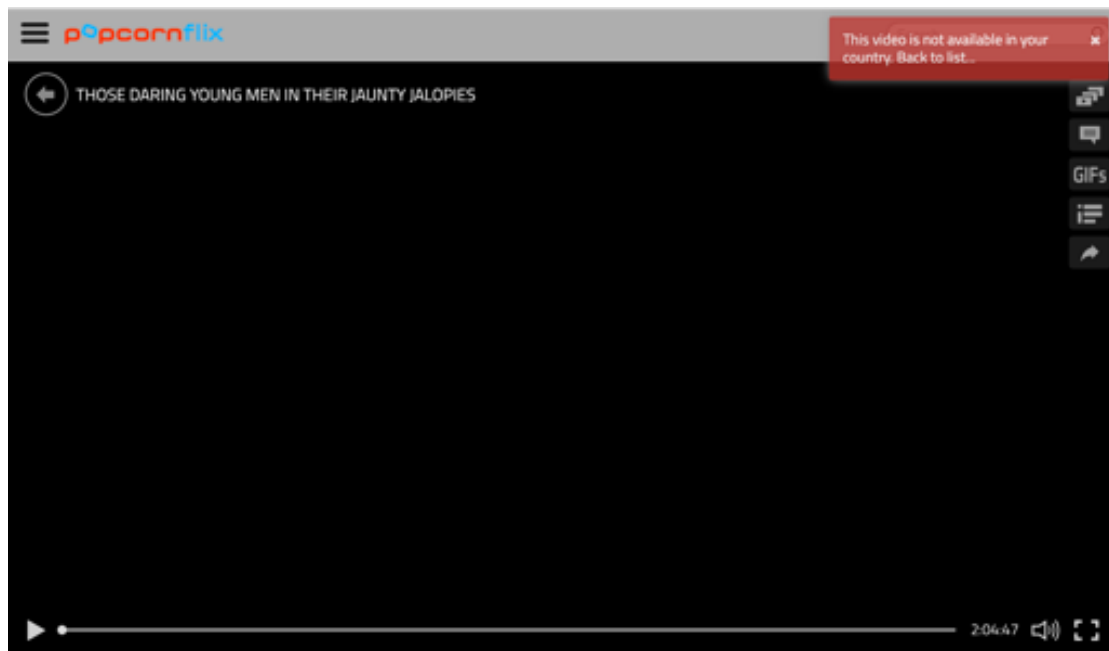 popcornflix
This video is not available in your
country. Back to list...
THOSE DARING YOUNG MEN IN THEIR JAUNTY JALOPIES
GIFs
2:04:47